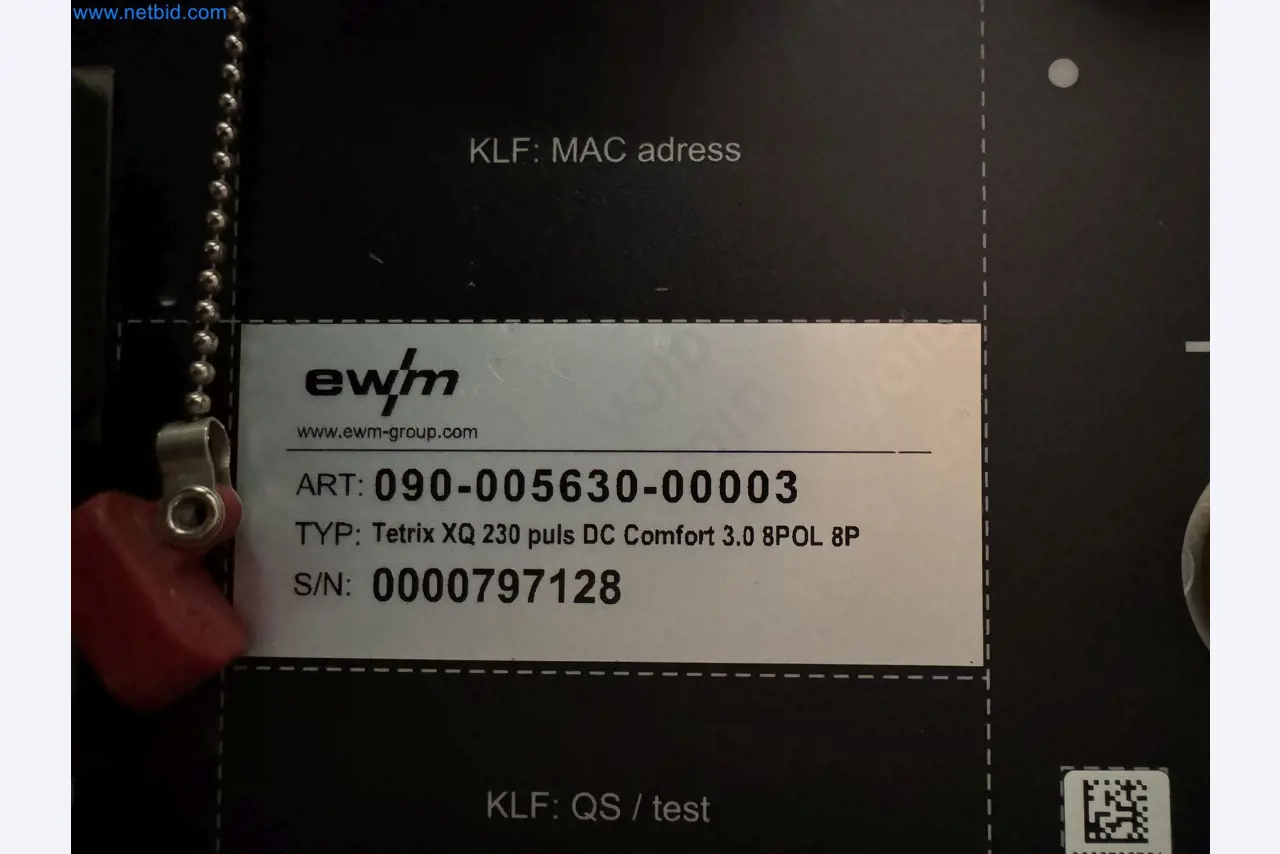 www.netbid.com
KLF: MAC adress
ewm
www.ewm-group.com
ART: 090-005630-00003
TYP: Tetrix XQ 230 puls DC Comfort 3.0 8POL 8P
S/N: 0000797128
KLF: QS / test